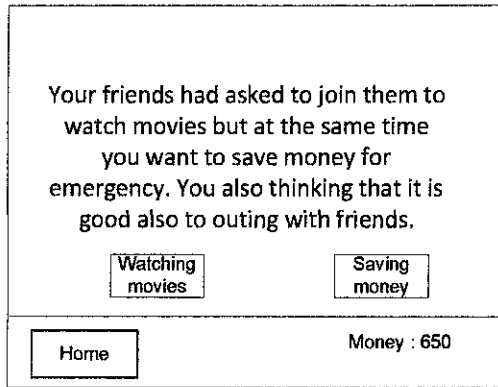 Your friends had asked to join them to
watch movies but at the same time
you want to save money for
emergency. You also thinking that it is
good also to outing with friends.
Watching
movies
Saving
money
Home
Money : 650